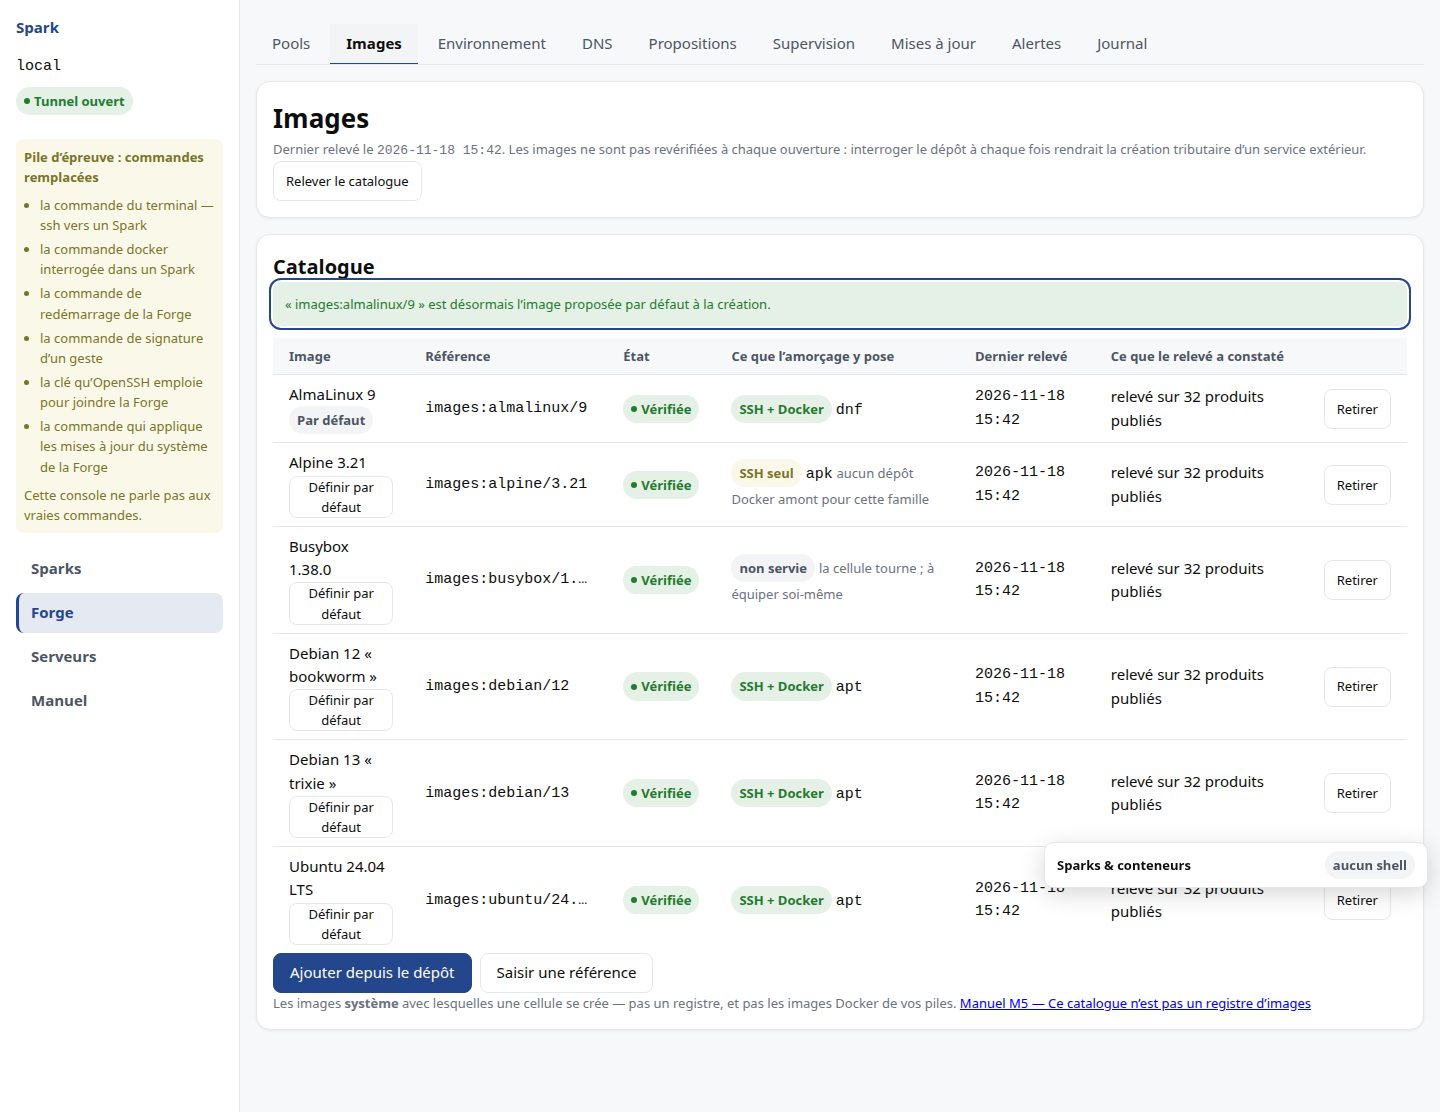 Spark
local
Tunnel ouvert
Pile d’épreuve : commandes
remplacées
la commande du terminal —
ssh vers un Spark
la commande docker
interrogée dans un Spark
la commande de
redémarrage de la Forge
la commande de signature
d’un geste
la clé qu’OpenSSH emploie
pour joindre la Forge
la commande qui applique
les mises à jour du système
de la Forge
Cette console ne parle pas aux
vraies commandes.
Sparks
Forge
Serveurs
Manuel
Pools Images Environnement DNS Propositions Supervision Mises à jour Alertes Journal
Images
Dernier relevé le 2026-11-18 15:42. Les images ne sont pas revérifiées à chaque ouverture : interroger le dépôt à chaque fois rendrait la création tributaire d’un service extérieur.
Relever le catalogue
Catalogue
« images:almalinux/9 » est désormais l’image proposée par défaut à la création.
Image Référence État Ce que l’amorçage y pose Dernier relevé Ce que le relevé a constaté
AlmaLinux 9
Par défaut
images:almalinux/9
Vérifiée
SSH + Docker dnf
2026-11-18
15:42
relevé sur 32 produits
publiés
Retirer
Alpine 3.21
Définir par
défaut
images:alpine/3.21
Vérifiée
SSH seul apk aucun dépôt
Docker amont pour cette famille
2026-11-18
15:42
relevé sur 32 produits
publiés
Retirer
Busybox
1.38.0
Définir par
défaut
images:busybox/1.…
Vérifiée
non servie la cellule tourne ; à
équiper soi-même
2026-11-18
15:42
relevé sur 32 produits
publiés
Retirer
Debian 12 «
bookworm »
Définir par
défaut
images:debian/12
Vérifiée
SSH + Docker apt
2026-11-18
15:42
relevé sur 32 produits
publiés
Retirer
Debian 13 «
trixie »
Définir par
défaut
images:debian/13
Vérifiée
SSH + Docker apt
2026-11-18
15:42
relevé sur 32 produits
publiés
Retirer
Ubuntu 24.04
LTS
Définir par
défaut
images:ubuntu/24.…
Vérifiée
SSH + Docker apt
2026-11-18
15:42
relevé sur 32 produits
publiés
Retirer
Sparks & conteneurs aucun shell
Ajouter depuis le dépôt Saisir une référence
Les images système avec lesquelles une cellule se crée — pas un registre, et pas les images Docker de vos piles. Manuel M5 — Ce catalogue n’est pas un registre d’images